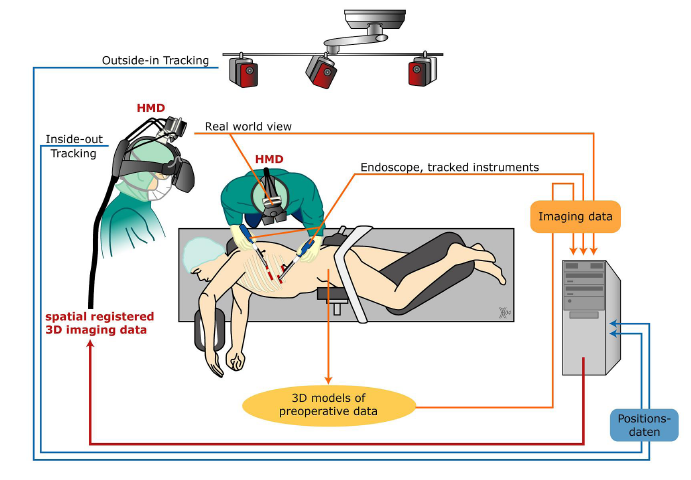 Outside-in Tracking
HMD
Real world view
Inside-out
Tracking
HMD
Endoscope, tracked instruments
Imaging data
spatial registered
3D imaging data
3D models of
preoperative data
Positions-
daten